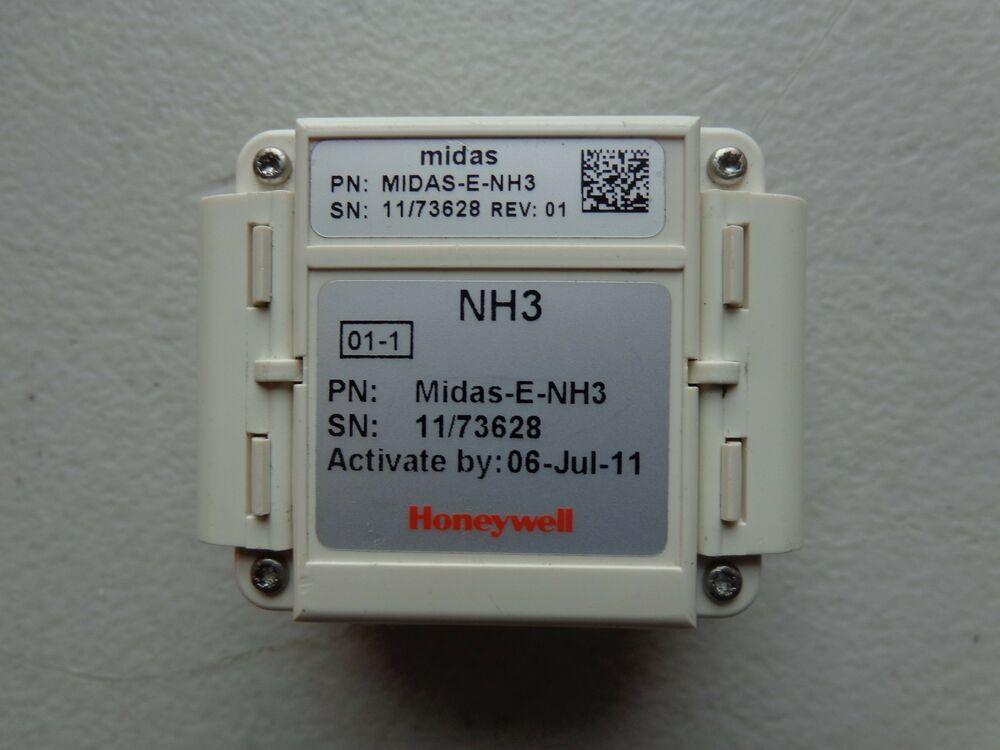 midas
PN: MIDAS-E-NH3
SN: 11/73628 REV: 01
NH3
01-1
PN: Midas-E-NH3
SN: 11/73628
Activate by: 06-Jul-11
Honeywell